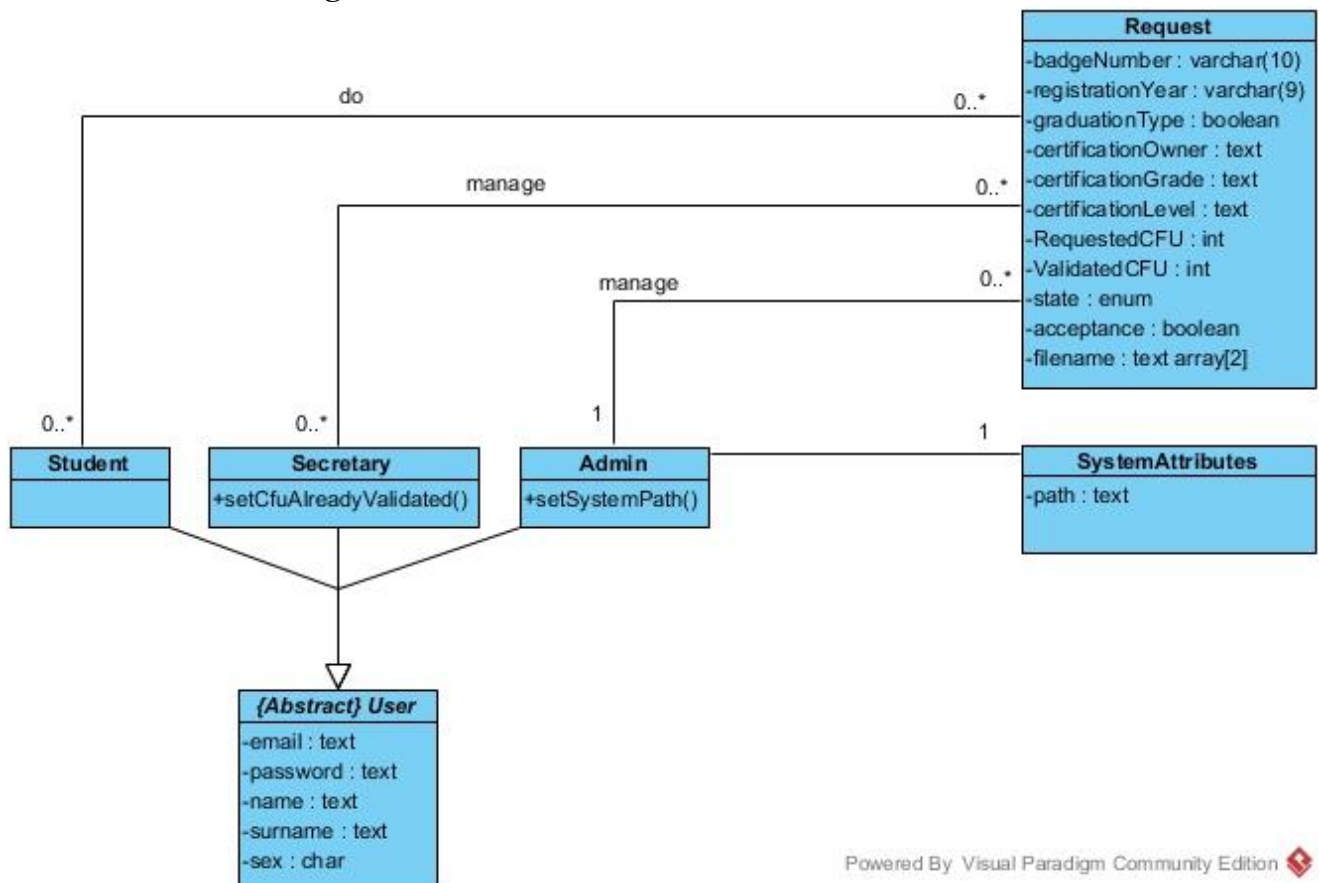 Request
-badgeNumber : varchar(10)
-registrationYear : varchar(9)
-graduationType : boolean
-certificationOwner : text
-certificationGrade : text
-certificationLevel : text
-RequestedCFU : int
-ValidatedCFU : int
-state : enum
-acceptance : boolean
-filename : text array[2]
do
0..*
manage
0..*
manage
0..*
0..*
0..*
1
1
Student
Secretary
+setCfuAlreadyValidated()
Admin
+setSystemPath()
SystemAttributes
-path : text
{Abstract} User
-email : text
-password : text
-name : text
-surname : text
-sex : char
Powered By Visual Paradigm Community Edition